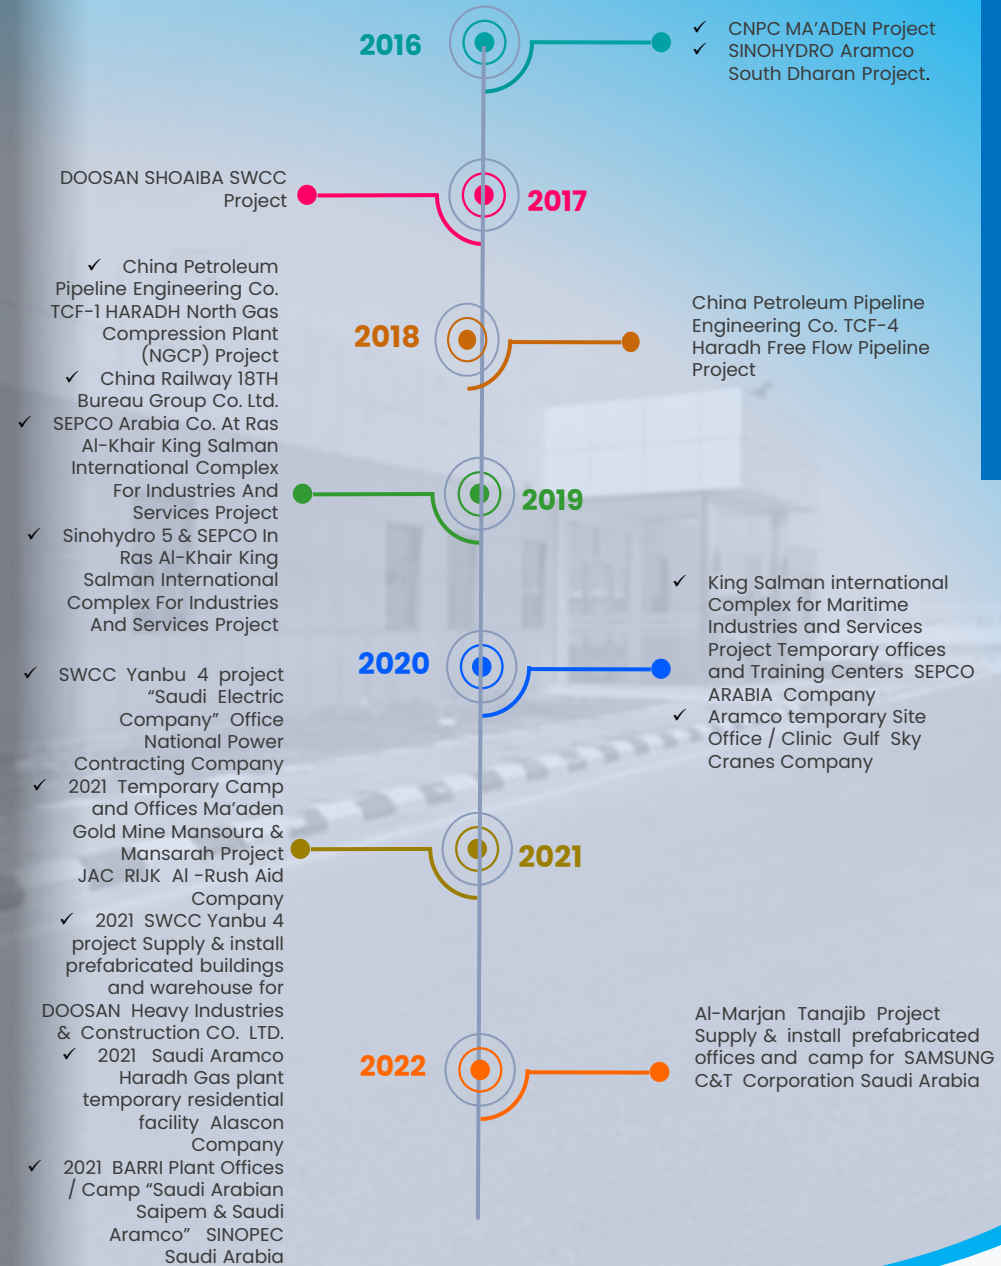 2016
✓ CNPC MA’ADEN Project
✓ SINOHYDRO Aramco
South Dharan Project.
DOOSAN SHOAIBA SWCC
Project
2017
2018
China Petroleum Pipeline
Engineering Co. TCF-4
Haradh Free Flow Pipeline
Project
✓ China Petroleum
Pipeline Engineering Co.
TCF-1 HARADH North Gas
Compression Plant
(NGCP) Project
✓ China Railway 18TH
Bureau Group Co. Ltd.
✓ SEPCO Arabia Co. At Ras
Al-Khair King Salman
International Complex
For Industries And
Services Project
✓ Sinohydro 5 & SEPCO In
Ras Al-Khair King
Salman International
Complex For Industries
And Services Project
2019
2020
✓ King Salman international
Complex for Maritime
Industries and Services
Project Temporary offices
and Training Centers SEPCO
ARABIA Company
✓ Aramco temporary Site
Office / Clinic Gulf Sky
Cranes Company
✓ SWCC Yanbu 4 project
“Saudi Electric
Company” Office
National Power
Contracting Company
✓ 2021 Temporary Camp
and Offices Ma’aden
Gold Mine Mansoura &
Mansarah Project
JAC RIJK Al -Rush Aid
Company
✓ 2021 SWCC Yanbu 4
project Supply & install
prefabricated buildings
and warehouse for
DOOSAN Heavy Industries
& Construction CO. LTD.
✓ 2021 Saudi Aramco
Haradh Gas plant
temporary residential
facility Alascon
Company
✓ 2021 BARRI Plant Offices
/ Camp “Saudi Arabian
Saipem & Saudi
Aramco” SINOPEC
Saudi Arabia
2021
2022
Al-Marjan Tanajib Project
Supply & install prefabricated
offices and camp for SAMSUNG
C&T Corporation Saudi Arabia